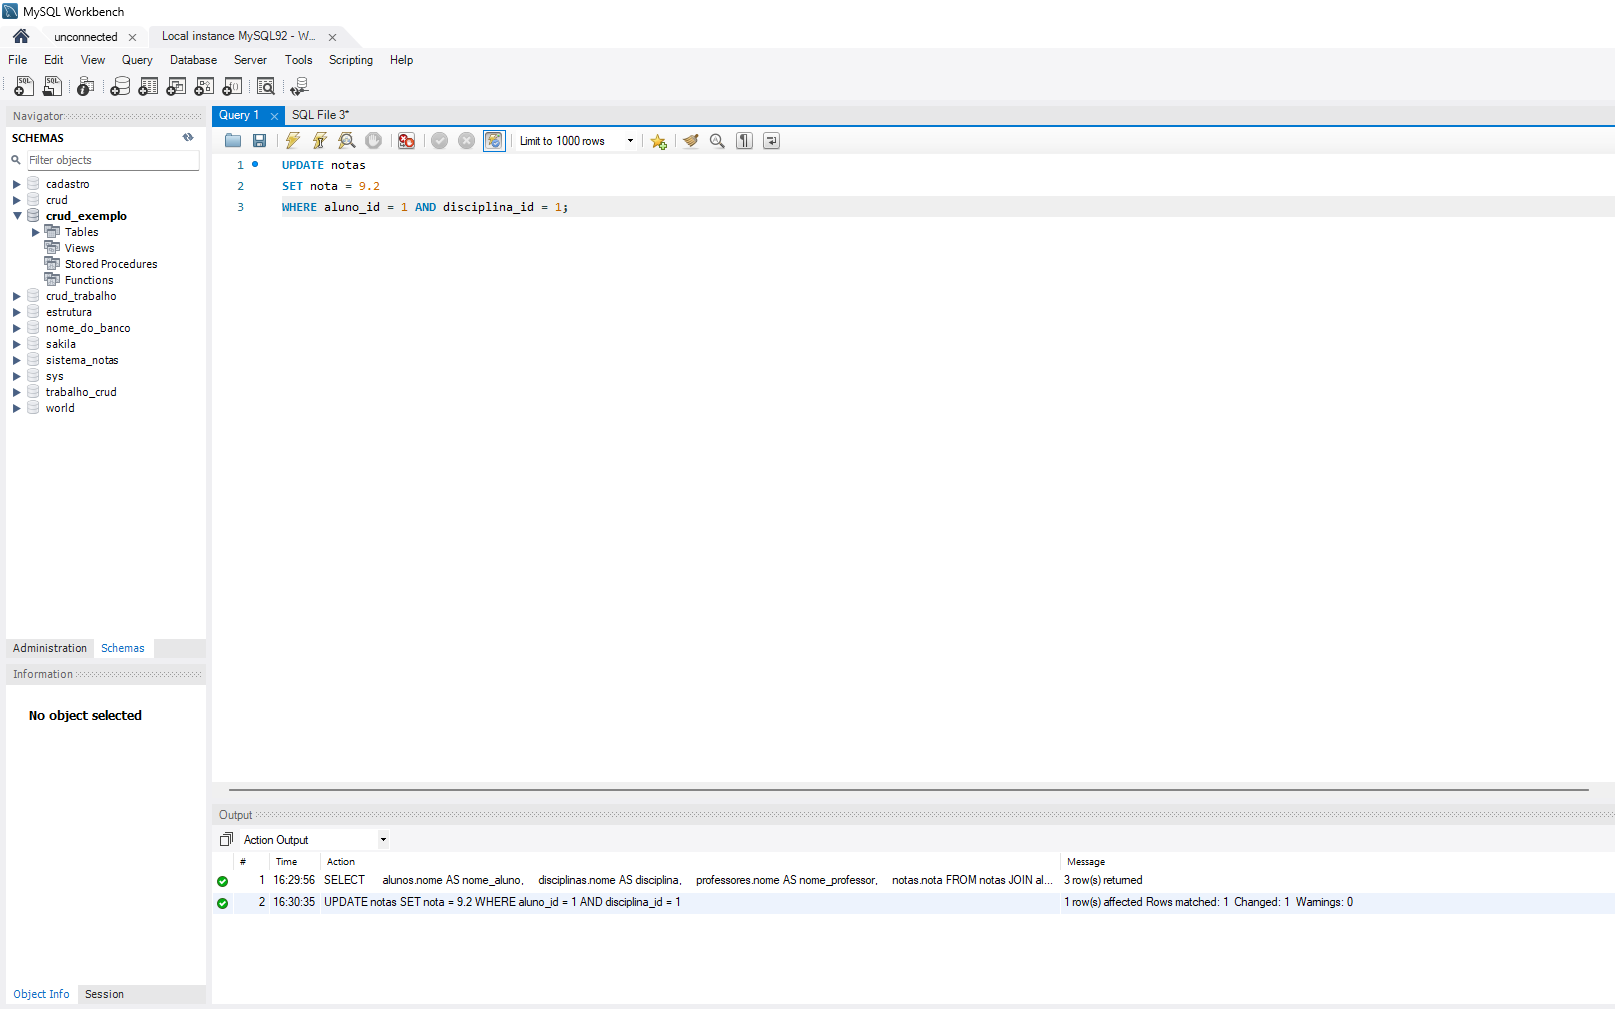 MySQL Workbench
unconnected
Local instance MySQL92 - W...
File Edit View Query Database Server Tools Scripting Help
Navigator
Query 1
SQL File 3*
SCHEMAS
Filter objects
Limit to 1000 rows
1 UPDATE notas
2 SET nota = 9.2
3 WHERE aluno_id = 1 AND disciplina_id = 1;
cadastro
crud
crud_exemplo
Tables
Views
Stored Procedures
Functions
crud_trabalho
estrutura
nome_do_banco
sakila
sistema_notas
sys
trabalho_crud
world
Administration Schemas
Information
No object selected
Object Info Session
Output
Action Output
# Time Action Message
1 16:29:56 SELECT alunos.nome AS nome_aluno, disciplinas.nome AS disciplina, professores.nome AS nome_professor, notas.nota FROM notas JOIN al... 3 row(s) returned
2 16:30:35 UPDATE notas SET nota = 9.2 WHERE aluno_id = 1 AND disciplina_id = 1 1 row(s) affected Rows matched: 1 Changed: 1 Warnings: 0